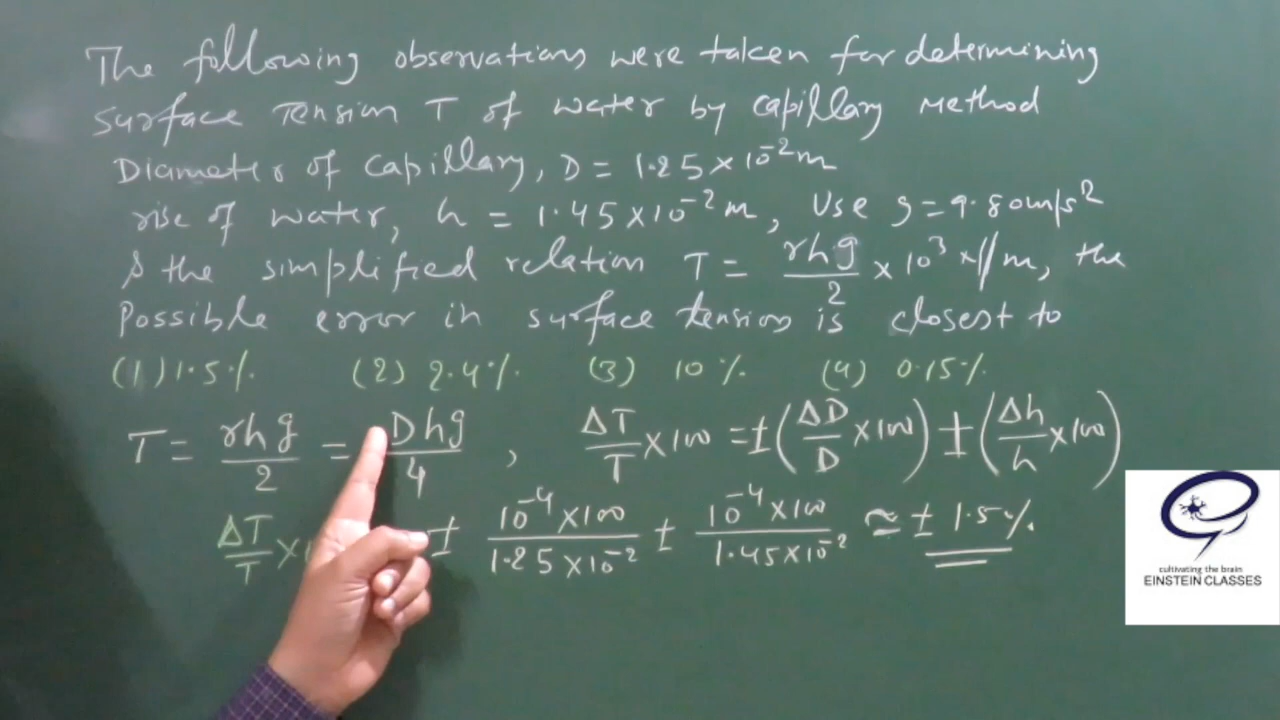 The following observations were taken for determining
surface Tension T of water by capillary method
Diameter of capillary, D = 1.25 × 10⁻² m
rise of water, h = 1.45 × 10⁻² m, Use g = 9.80 m/s²
& the simplified relation T = rhg/2 × 10³ N/m, the
possible error in surface tension is closest to
(1) 1.5 % (2) 2.4 % (3) 10 % (4) 0.15 %
T = rhg/2 = Dhg/4 , ΔT/T × 100 = ± (ΔD/D × 100) ± (Δh/h × 100)
ΔT/T × ± 10⁻⁴ × 100 / 1.25 × 10⁻² ± 10⁻⁴ × 100 / 1.45 × 10⁻² ≈ ± 1.5 %
cultivating the brain
EINSTEIN CLASSES